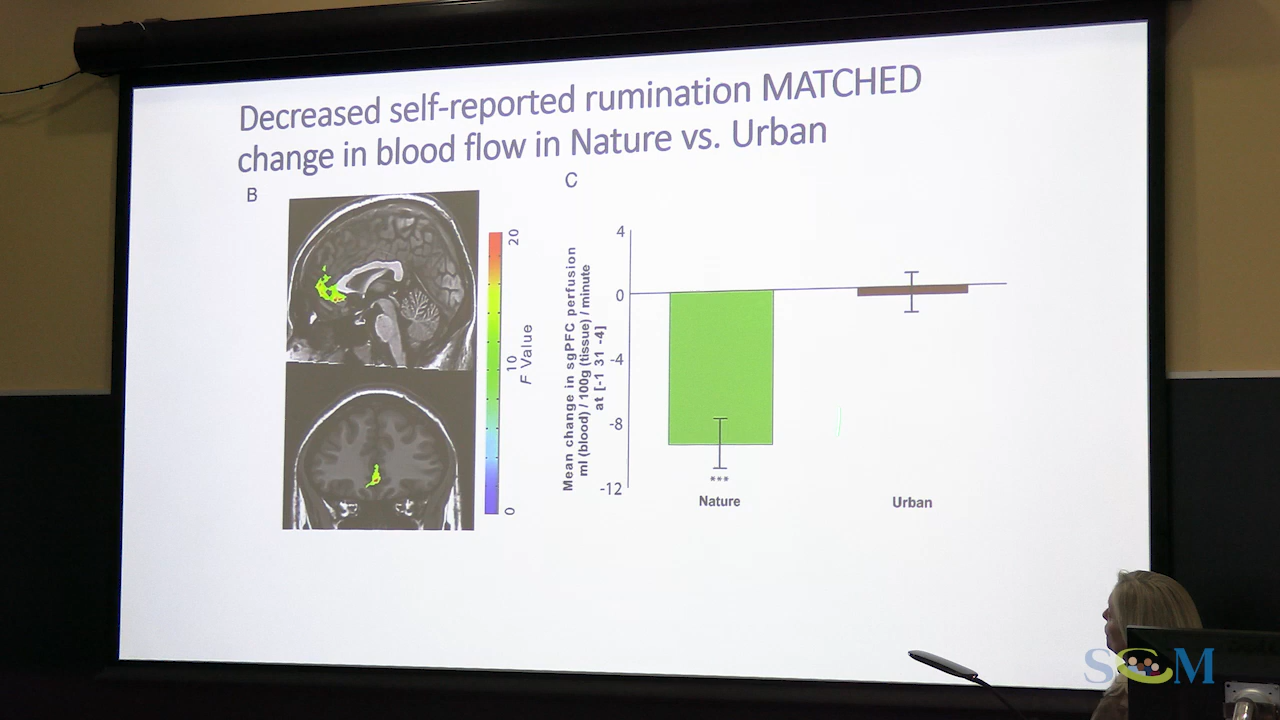 Decreased self-reported rumination MATCHED
change in blood flow in Nature vs. Urban
B
20
10
0
F Value
C
Mean change in sgPFC perfusion
ml (blood) / 100g (tissue) / minute
at [-1 31 -4]
4
0
-4
-8
-12
***
Nature
Urban
SCM